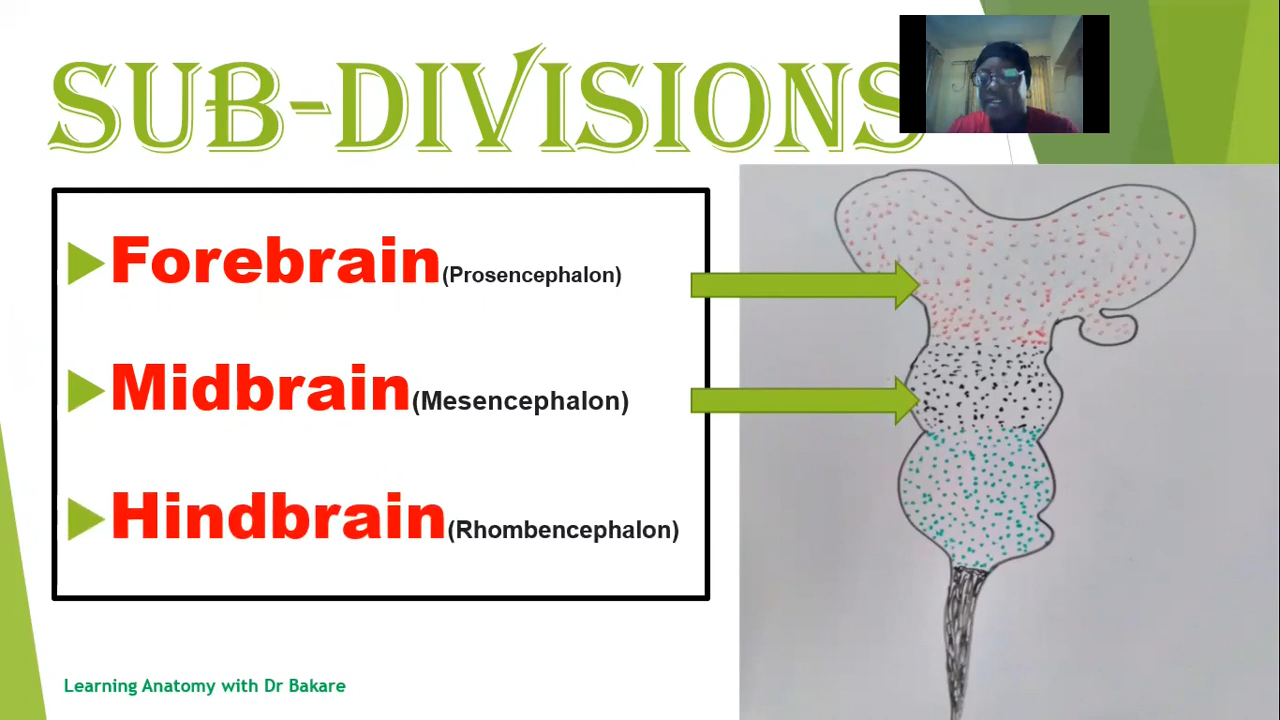 SUB-DIVISIONS
Forebrain(Prosencephalon)
Midbrain(Mesencephalon)
Hindbrain(Rhombencephalon)
Learning Anatomy with Dr Bakare